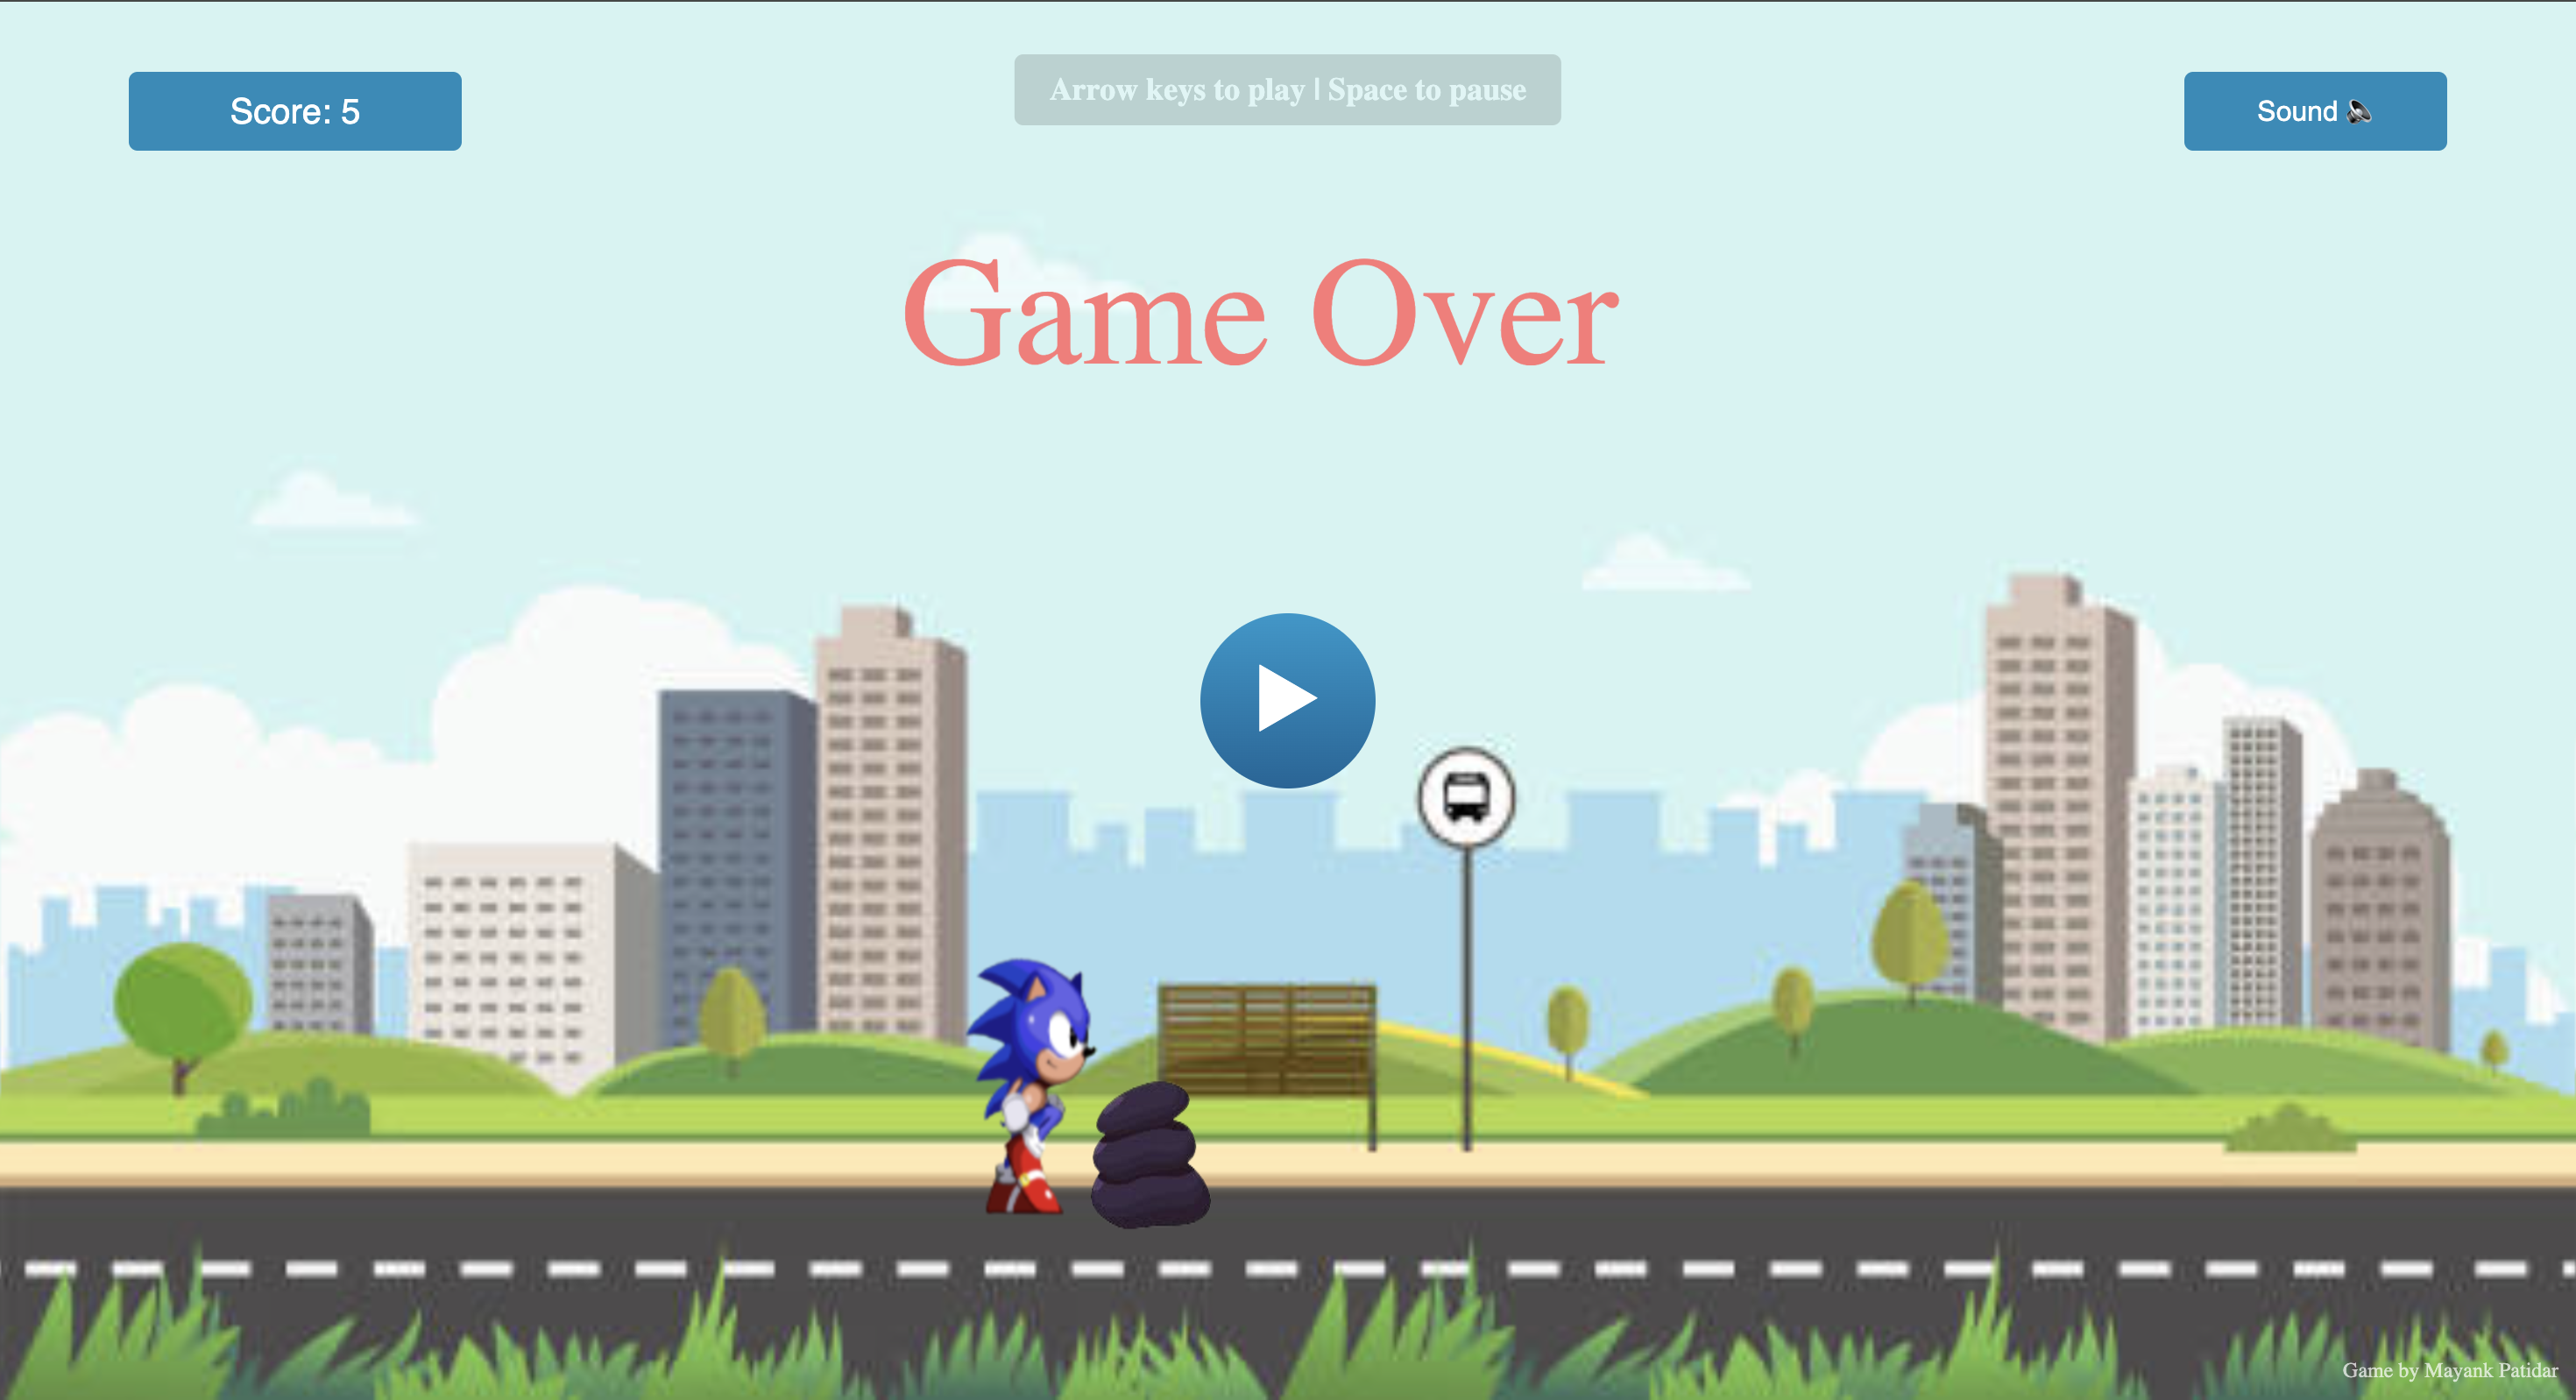 Arrow keys to play | Space to pause
Score: 5
Sound 🔈
Game Over
Game by Mayank Patidar